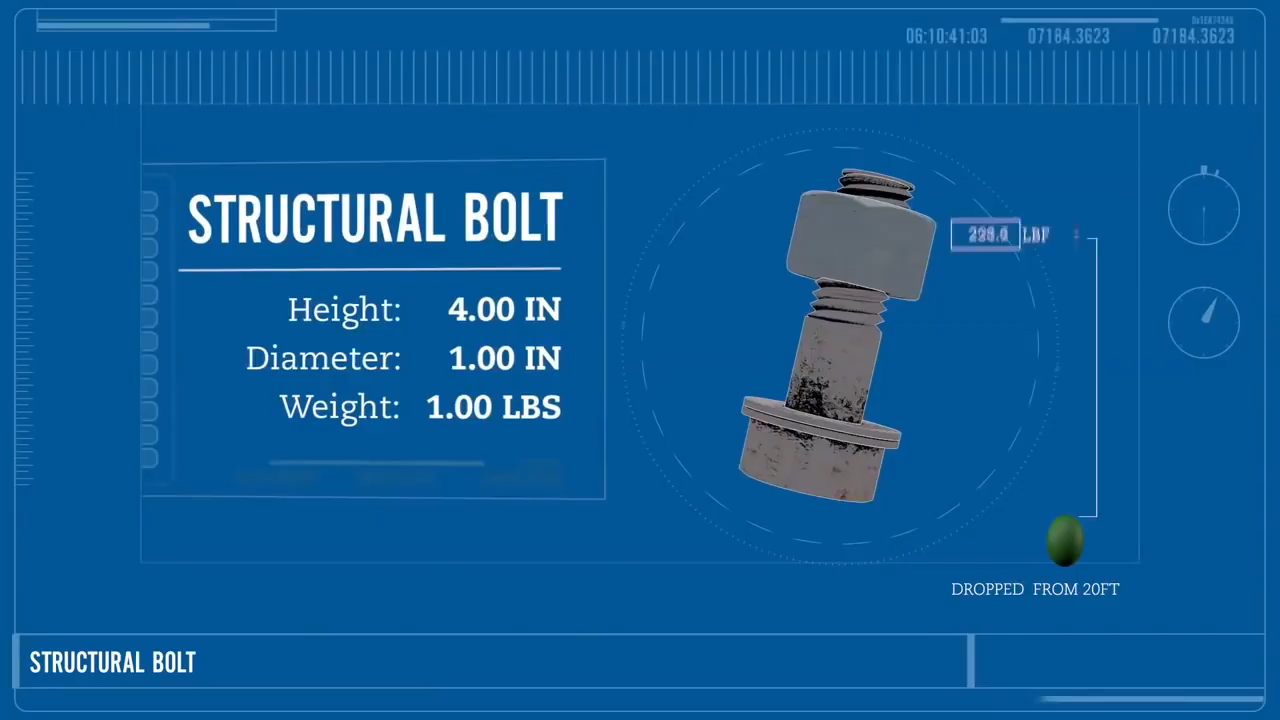 06:10:41:03 07184.3623 07184.3623
STRUCTURAL BOLT
Height: 4.00 IN
Diameter: 1.00 IN
Weight: 1.00 LBS
LBF
DROPPED FROM 20FT
STRUCTURAL BOLT